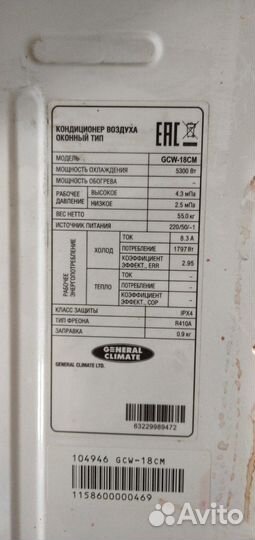 КОНДИЦИОНЕР ВОЗДУХА
ОКОННЫЙ ТИП
EAC
МОДЕЛЬ GCW-18CM
МОЩНОСТЬ ОХЛАЖДЕНИЯ 5300 Вт
МОЩНОСТЬ ОБОГРЕВА -
РАБОЧЕЕ ДАВЛЕНИЕ ВЫСОКОЕ 4.3 мПа
НИЗКОЕ 2.5 мПа
ВЕС НЕТТО 55.0 кг
ИСТОЧНИК ПИТАНИЯ 220/50/~1
РАБОЧЕЕ ЭНЕРГОПОТРЕБЛЕНИЕ
ХОЛОД ТОК 8.3 А
ПОТРЕБЛЕНИЕ 1797 Вт
КОЭФФИЦИЕНТ ЭФФЕКТ., ERR 2.95
ТЕПЛО ТОК -
ПОТРЕБЛЕНИЕ -
КОЭФФИЦИЕНТ ЭФФЕКТ., COP -
КЛАСС ЗАЩИТЫ IPX4
ТИП ФРЕОНА R410A
ЗАПРАВКА 0.9 кг
GENERAL
CLIMATE
GENERAL CLIMATE LTD.
63229989472
104946 GCW-18CM
1158600000469
Avito